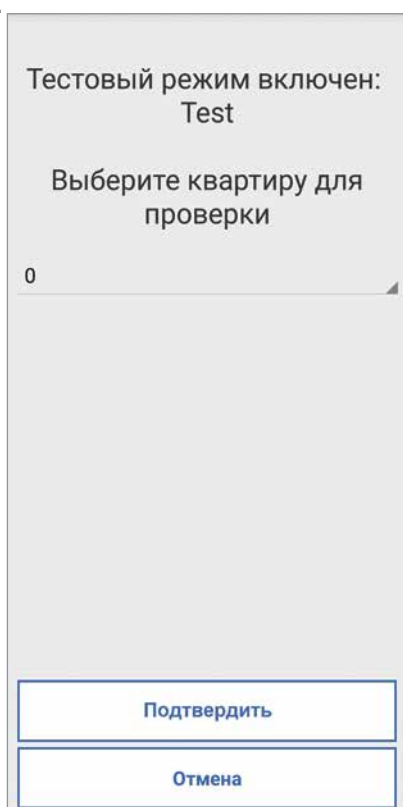 Тестовый режим включен:
Test
Выберите квартиру для
проверки
0
Подтвердить
Отмена